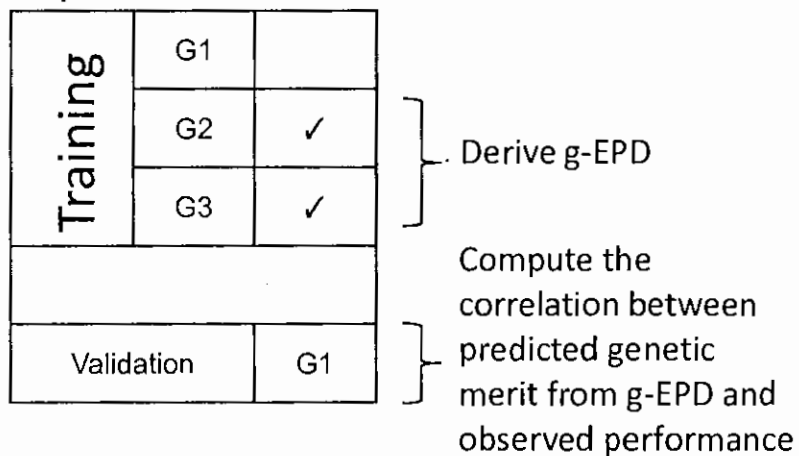 Training
G1
G2 ✓
G3 ✓
Derive g-EPD
Validation G1
Compute the
correlation between
predicted genetic
merit from g-EPD and
observed performance